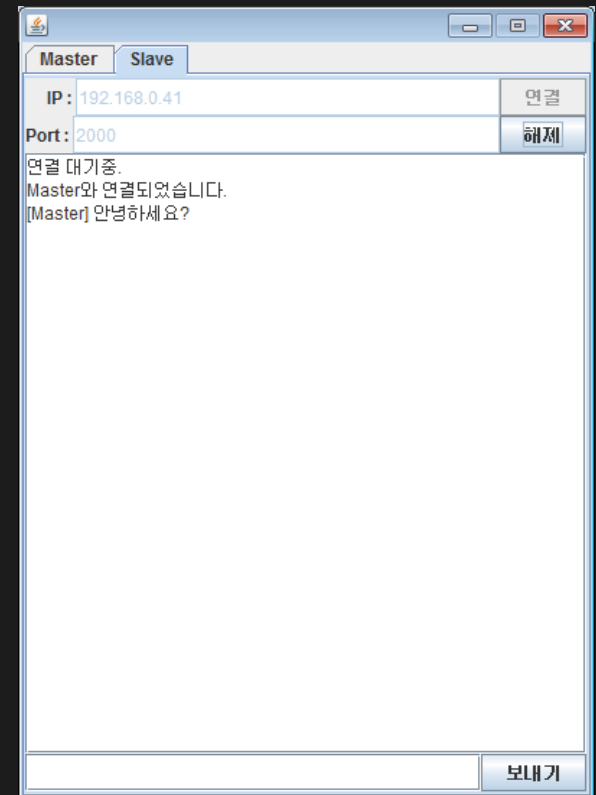 Master Slave
IP : 192.168.0.41 연결
Port : 2000 해제
연결 대기중.
Master와 연결되었습니다.
[Master] 안녕하세요?
보내기